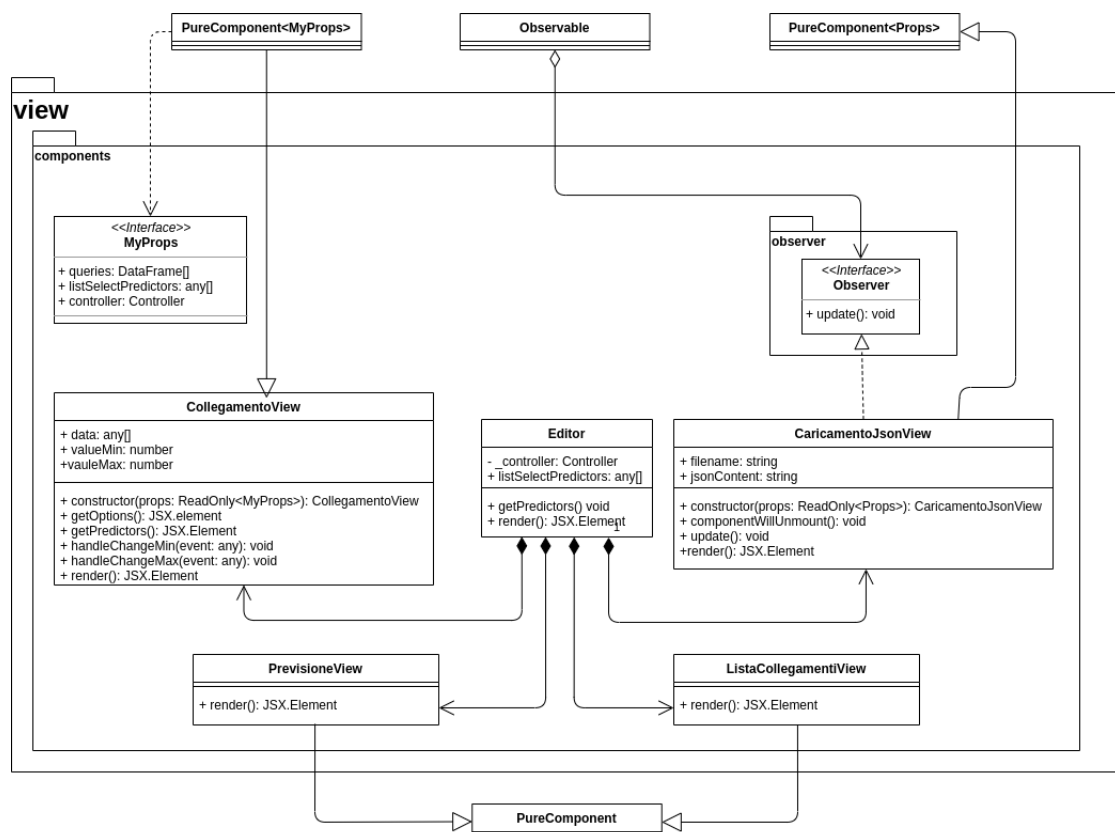 PureComponent<MyProps>
Observable
PureComponent<Props>
view
components
<<Interface>>
MyProps
+ queries: DataFrame[]
+ listSelectPredictors: any[]
+ controller: Controller
observer
<<Interface>>
Observer
+ update(): void
CollegamentoView
+ data: any[]
+ valueMin: number
+vauleMax: number
+ constructor(props: ReadOnly<MyProps>): CollegamentoView
+ getOptions(): JSX.element
+ getPredictors(): JSX.Element
+ handleChangeMin(event: any): void
+ handleChangeMax(event: any): void
+ render(): JSX.Element
Editor
- _controller: Controller
+ listSelectPredictors: any[]
+ getPredictors() void
+ render(): JSX.Element
1
CaricamentoJsonView
+ filename: string
+ jsonContent: string
+ constructor(props: ReadOnly<Props>): CaricamentoJsonView
+ componentWillUnmount(): void
+ update(): void
+render(): JSX.Element
PrevisioneView
+ render(): JSX.Element
ListaCollegamentiView
+ render(): JSX.Element
PureComponent